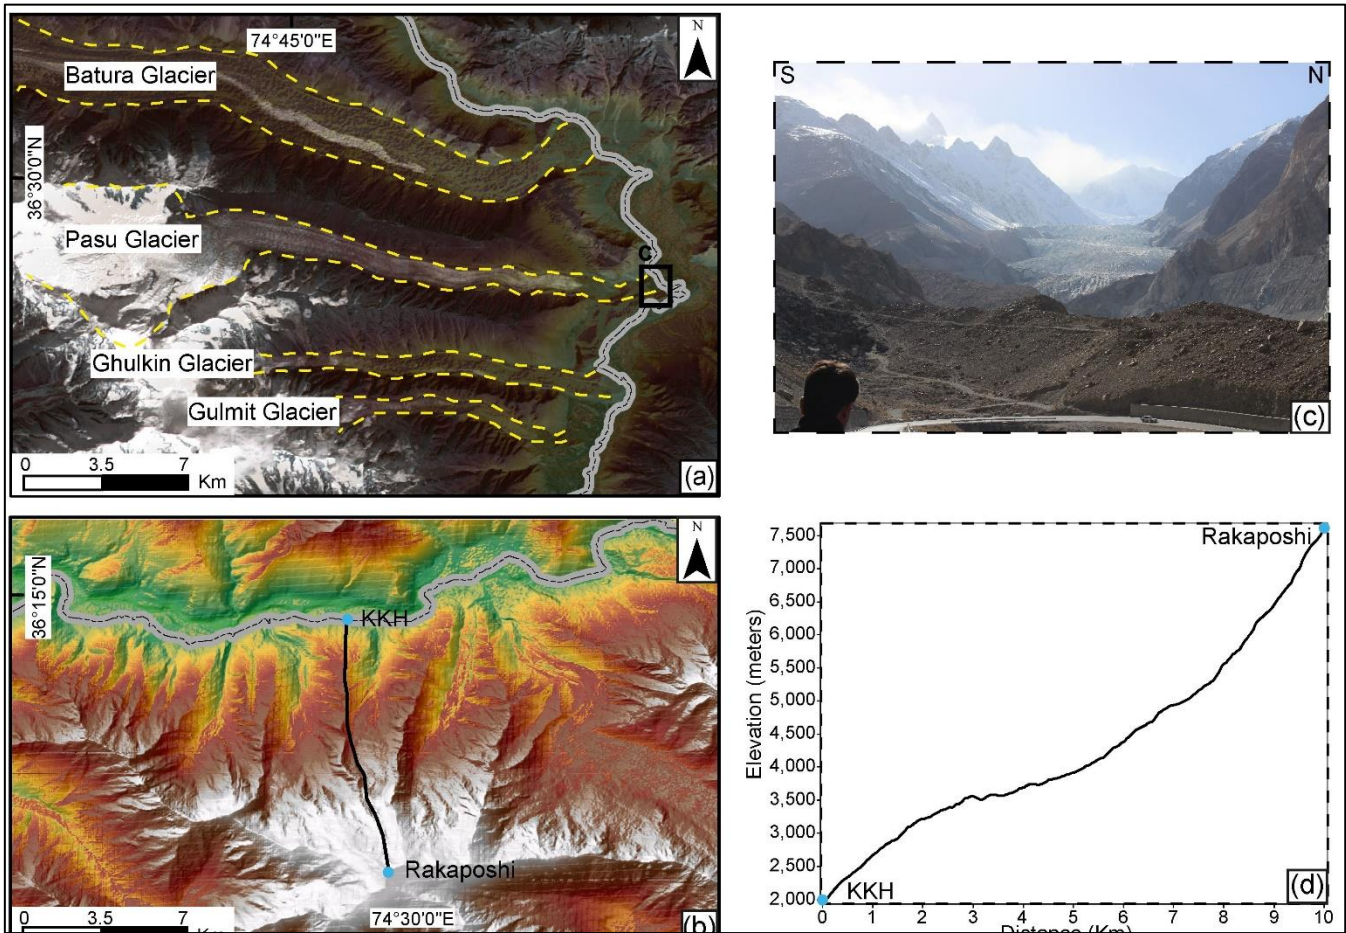 N
74°45'0"E
Batura Glacier
36°30'0"N
Pasu Glacier
c
Ghulkin Glacier
Gulmit Glacier
0 3.5 7
Km
(a)
S N
(c)
N
36°15'0"N
KKH
Rakaposhi
74°30'0"E
0 3.5 7
Km
(b)
Elevation (meters)
7,500
7,000
6,500
6,000
5,500
5,000
4,500
4,000
3,500
3,000
2,500
2,000
Rakaposhi
KKH
(d)
0 1 2 3 4 5 6 7 8 9 10
Distance (Km)